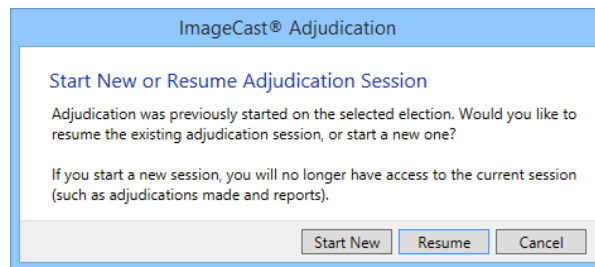 ImageCast® Adjudication
Start New or Resume Adjudication Session
Adjudication was previously started on the selected election. Would you like to
resume the existing adjudication session, or start a new one?
If you start a new session, you will no longer have access to the current session
(such as adjudications made and reports).
Start New Resume Cancel